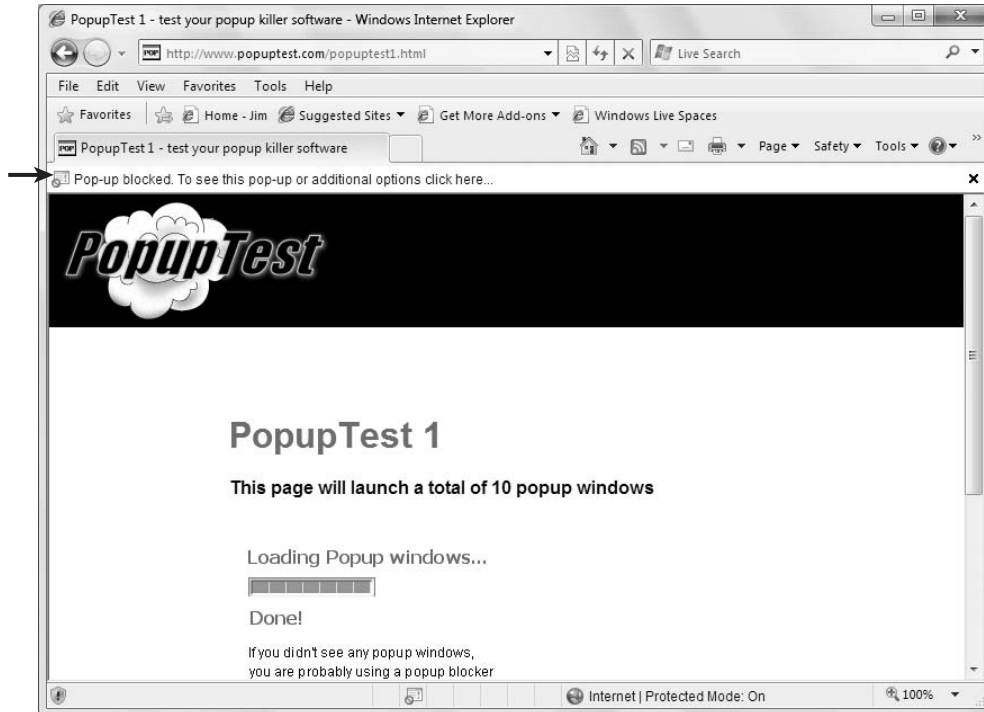 PopupTest 1 - test your popup killer software - Windows Internet Explorer
POP http://www.popuptest.com/popuptest1.html Live Search
File Edit View Favorites Tools Help
Favorites Home - Jim Suggested Sites Get More Add-ons Windows Live Spaces
POP PopupTest 1 - test your popup killer software Page Safety Tools
Pop-up blocked. To see this pop-up or additional options click here...
PopupTest
PopupTest 1
This page will launch a total of 10 popup windows
Loading Popup windows...
Done!
If you didn't see any popup windows,
you are probably using a popup blocker
Internet | Protected Mode: On 100%